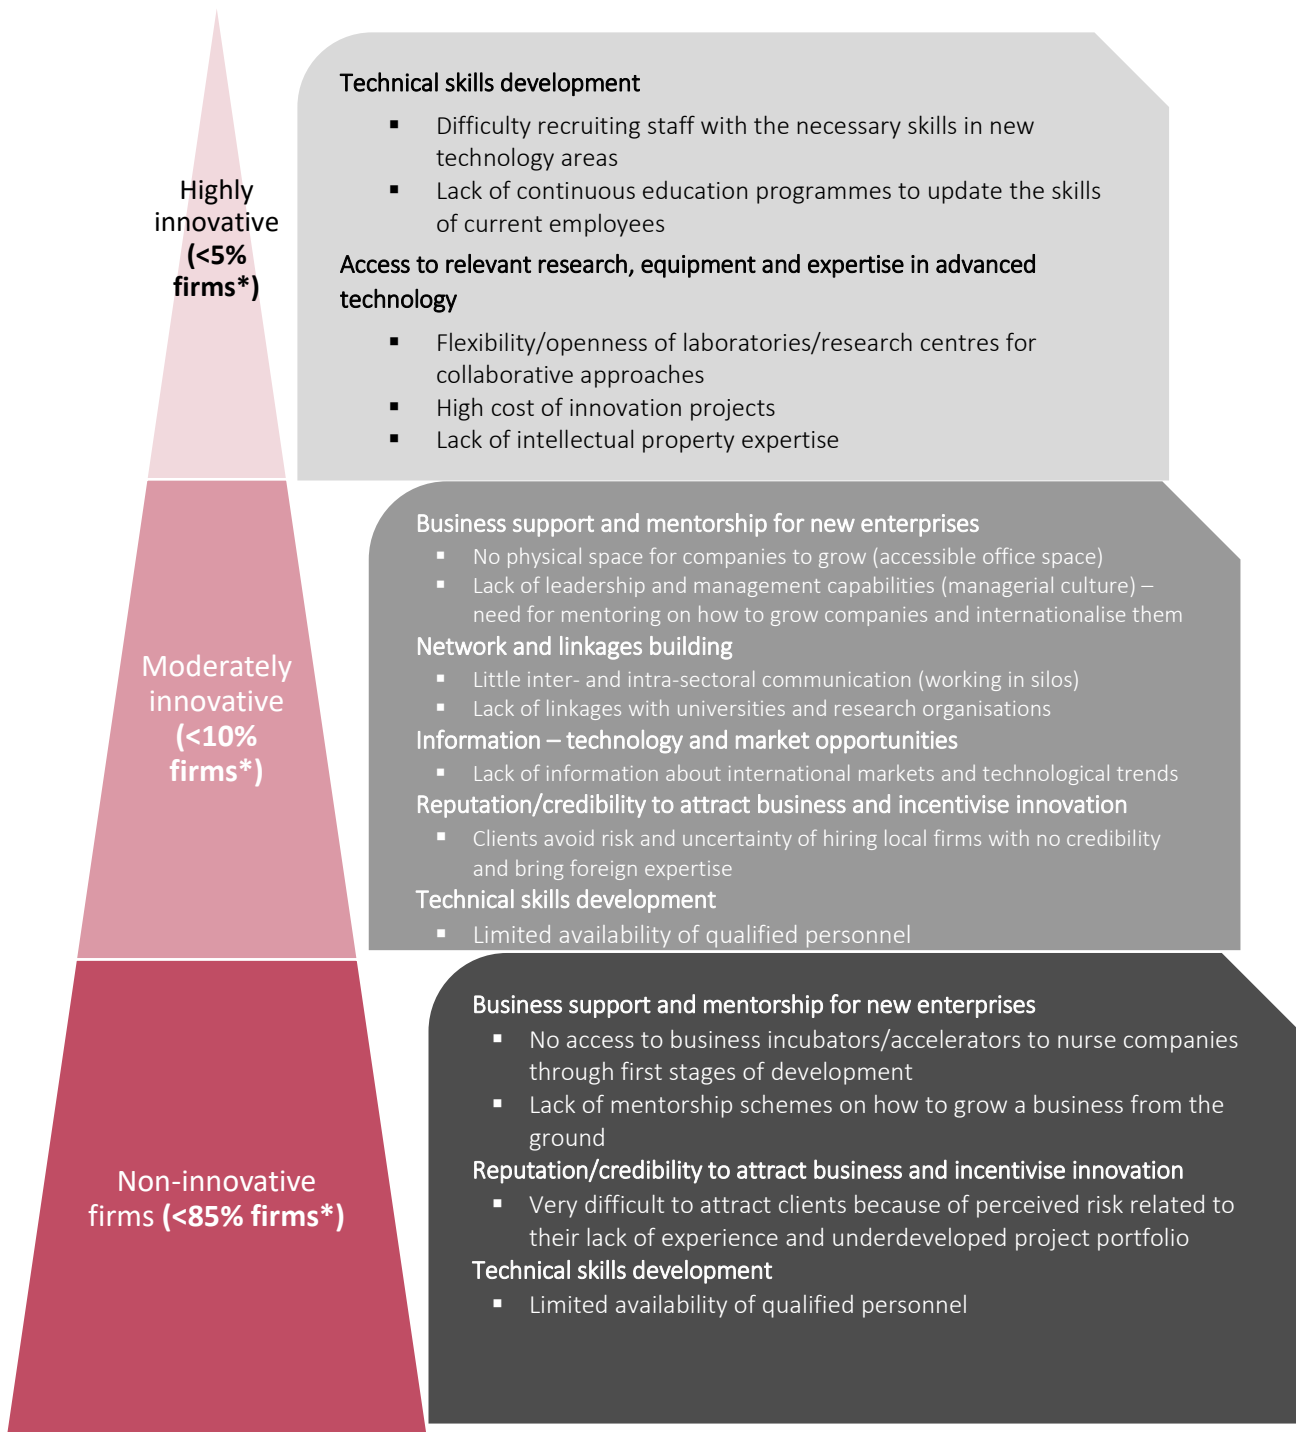 Highly
innovative
(<5%
firms*)
Technical skills development
▪ Difficulty recruiting staff with the necessary skills in new
technology areas
▪ Lack of continuous education programmes to update the skills
of current employees
Access to relevant research, equipment and expertise in advanced
technology
▪ Flexibility/openness of laboratories/research centres for
collaborative approaches
▪ High cost of innovation projects
▪ Lack of intellectual property expertise
Moderately
innovative
(<10%
firms*)
Business support and mentorship for new enterprises
▪ No physical space for companies to grow (accessible office space)
▪ Lack of leadership and management capabilities (managerial culture) –
need for mentoring on how to grow companies and internationalise them
Network and linkages building
▪ Little inter- and intra-sectoral communication (working in silos)
▪ Lack of linkages with universities and research organisations
Information – technology and market opportunities
▪ Lack of information about international markets and technological trends
Reputation/credibility to attract business and incentivise innovation
▪ Clients avoid risk and uncertainty of hiring local firms with no credibility
and bring foreign expertise
Technical skills development
▪ Limited availability of qualified personnel
Non-innovative
firms (<85% firms*)
Business support and mentorship for new enterprises
▪ No access to business incubators/accelerators to nurse companies
through first stages of development
▪ Lack of mentorship schemes on how to grow a business from the
ground
Reputation/credibility to attract business and incentivise innovation
▪ Very difficult to attract clients because of perceived risk related to
their lack of experience and underdeveloped project portfolio
Technical skills development
▪ Limited availability of qualified personnel